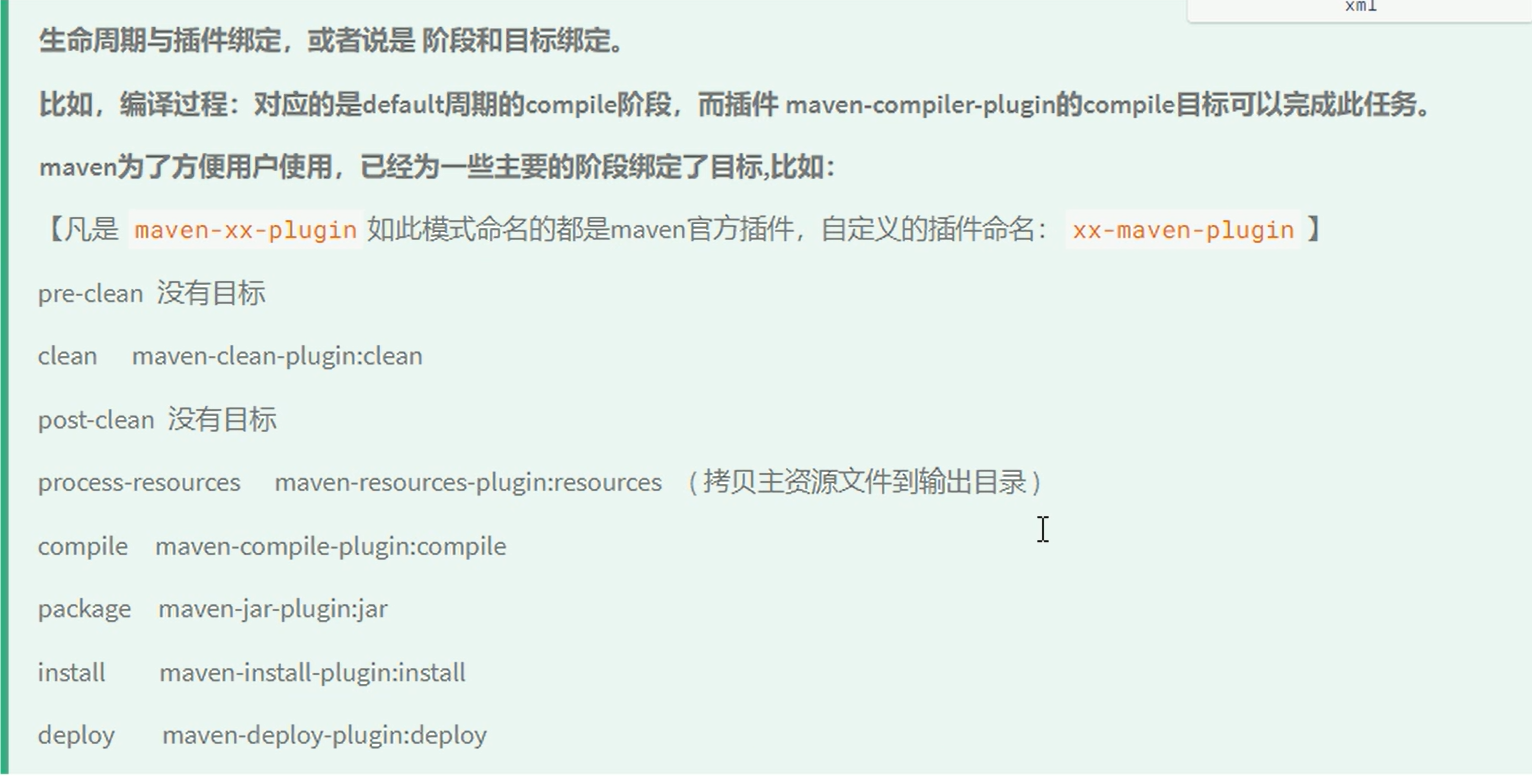 xml
生命周期与插件绑定，或者说是 阶段和目标绑定。
比如，编译过程：对应的是default周期的compile阶段，而插件 maven-compiler-plugin的compile目标可以完成此任务。
maven为了方便用户使用，已经为一些主要的阶段绑定了目标,比如：
【凡是 maven-xx-plugin 如此模式命名的都是maven官方插件，自定义的插件命名： xx-maven-plugin 】
pre-clean 没有目标
clean maven-clean-plugin:clean
post-clean 没有目标
process-resources maven-resources-plugin:resources （ 拷贝主资源文件到输出目录 ）
compile maven-compile-plugin:compile
package maven-jar-plugin:jar
install maven-install-plugin:install
deploy maven-deploy-plugin:deploy